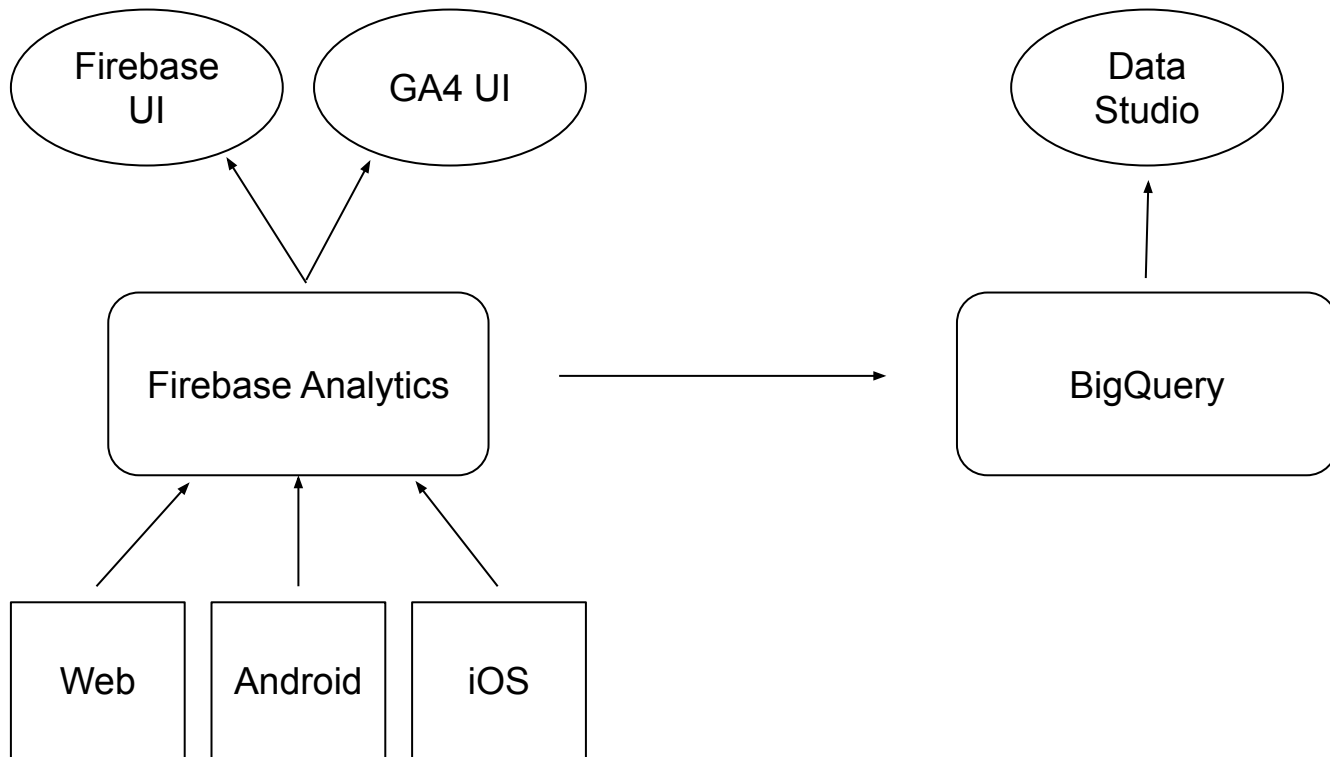 Firebase
UI
GA4 UI
Data
Studio
Firebase Analytics
BigQuery
Web
Android
iOS